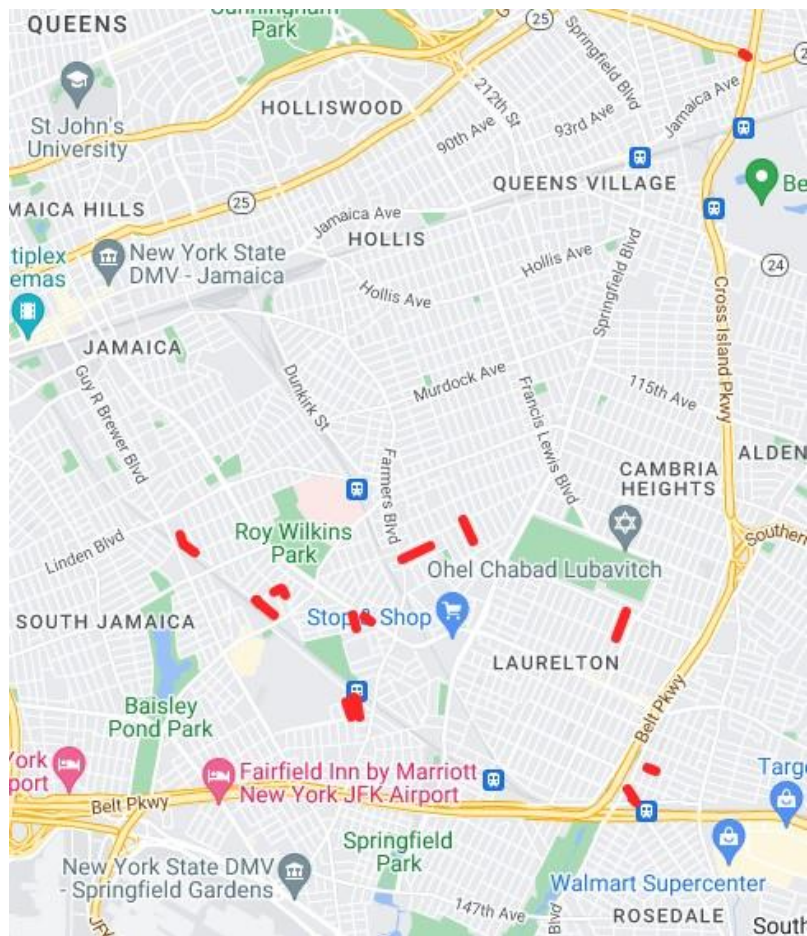 QUEENS
Park
25
Springfield Blvd
St John's
University
HOLLISWOOD
212th St
90th Ave
93rd Ave
Jamaica Ave
Be
MAICA HILLS
25
QUEENS VILLAGE
Jamaica Ave
HOLLIS
tiplex
emas
New York State
DMV - Jamaica
Hollis Ave
Hollis Ave
Springfield Blvd
24
Cross Island Pkwy
JAMAICA
Guy R Brewer Blvd
Dunkirk St
Murdock Ave
Francis Lewis Blvd
115th Ave
Farmers Blvd
CAMBRIA
HEIGHTS
ALDEN
Linden Blvd
Roy Wilkins
Park
Southern
Ohel Chabad Lubavitch
SOUTH JAMAICA
Stop & Shop
LAURELTON
Baisley
Pond Park
Belt Pkwy
York
port
Fairfield Inn by Marriott
New York JFK Airport
Targe
Belt Pkwy
Springfield
Park
New York State DMV
- Springfield Gardens
Walmart Supercenter
147th Ave
Blvd
ROSEDALE
South
JFK